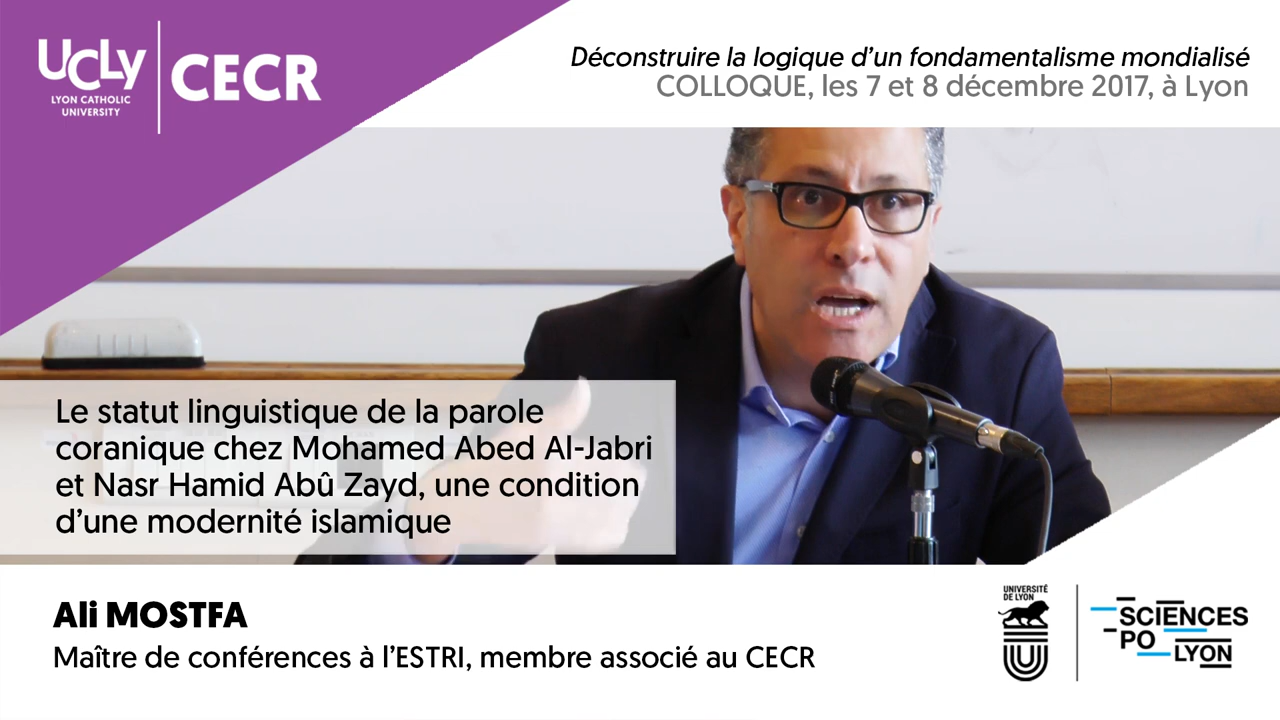 UCLy
LYON CATHOLIC
UNIVERSITY
CECR
Déconstruire la logique d’un fondamentalisme mondialisé
COLLOQUE, les 7 et 8 décembre 2017, à Lyon
Le statut linguistique de la parole
coranique chez Mohamed Abed Al-Jabri
et Nasr Hamid Abû Zayd, une condition
d’une modernité islamique
Ali MOSTFA
Maître de conférences à l’ESTRI, membre associé au CECR
UNIVERSITÉ
DE LYON
SCIENCES
PO
LYON